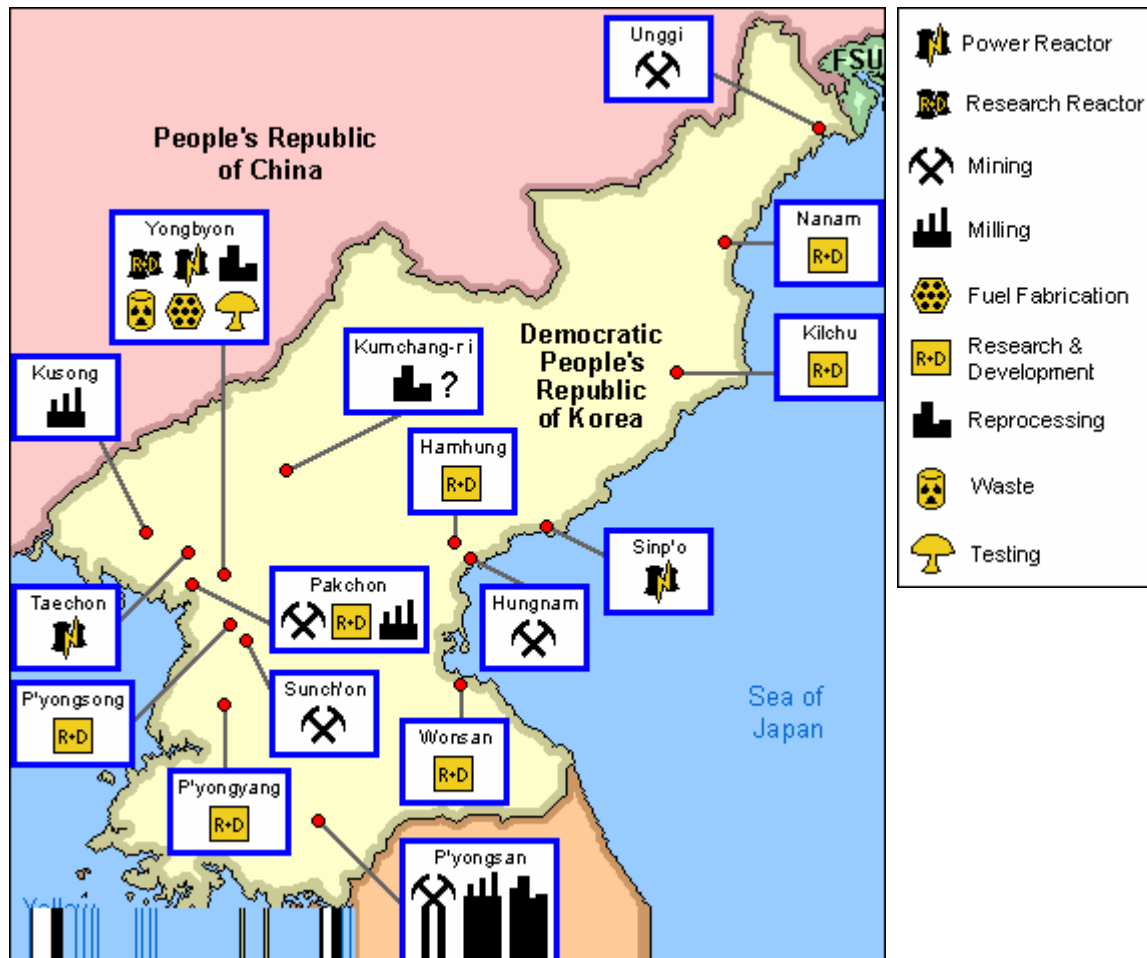 Unggi
FSU
People's Republic
of China
Yongbyon
R+D
Nanam
R+D
Democratic
People's
Republic
of Korea
Kilchu
R+D
Kumchang-ri
?
Kusong
Hamhung
R+D
Sinp'o
Taechon
Pakchon
R+D
Hungnam
P'yongsong
R+D
Sunch'on
Sea of
Japan
Wonsan
R+D
P'yongyang
R+D
P'yongsan
Power Reactor
R+D
Research Reactor
Mining
Milling
Fuel Fabrication
R+D
Research &
Development
Reprocessing
Waste
Testing